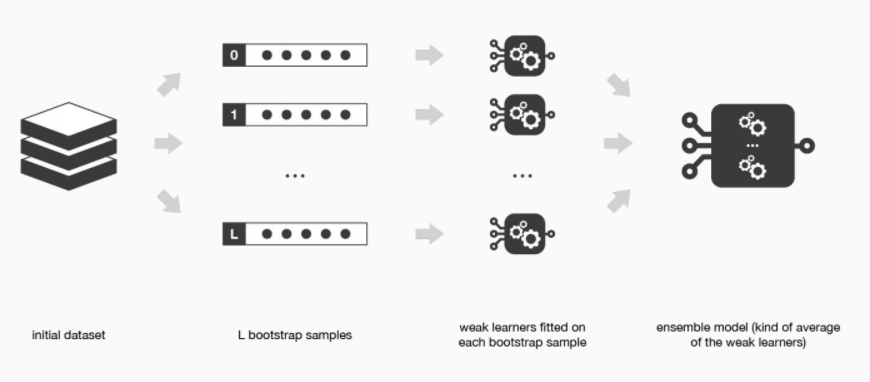 0
1
...
...
L
...
initial dataset
L bootstrap samples
weak learners fitted on
each bootstrap sample
ensemble model (kind of average
of the weak learners)